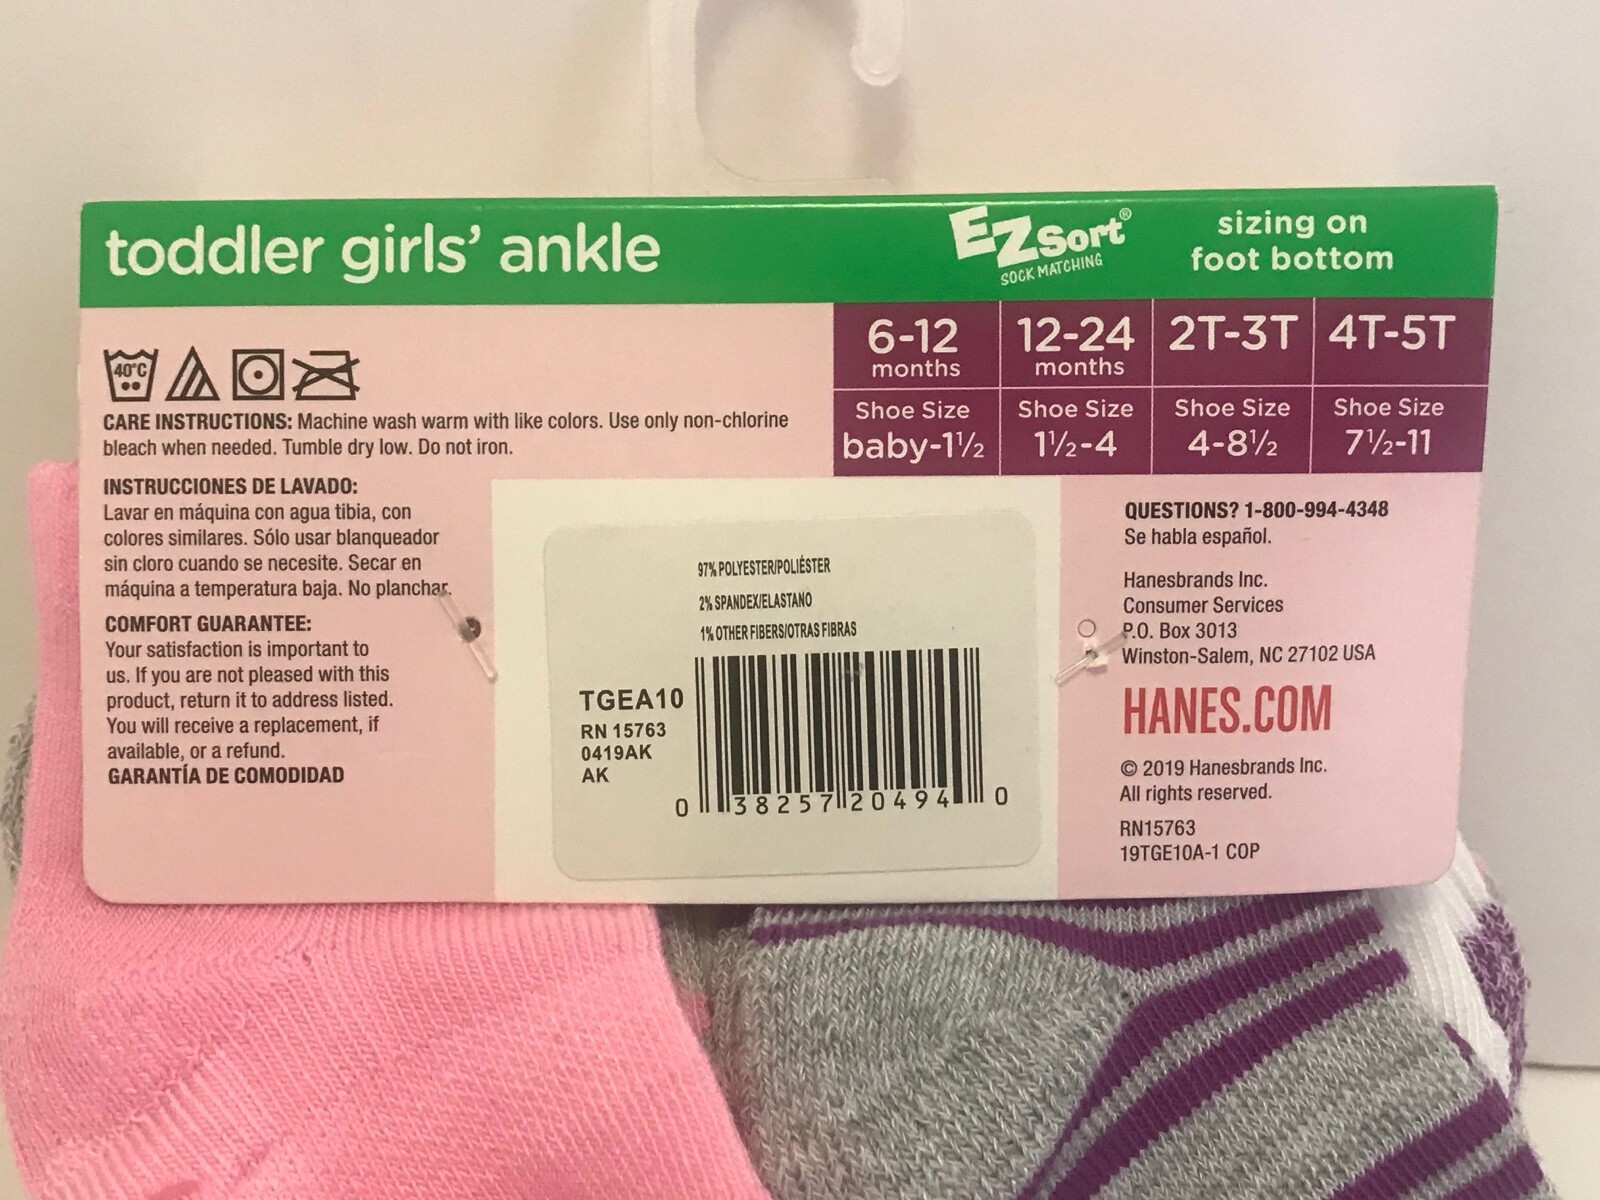 toddler girls' ankle
EZ Sort®
SOCK MATCHING
sizing on
foot bottom
6-12
months
12-24
months
2T-3T
4T-5T
Shoe Size
baby-1½
Shoe Size
1½-4
Shoe Size
4-8½
Shoe Size
7½-11
40°C
CARE INSTRUCTIONS: Machine wash warm with like colors. Use only non-chlorine
bleach when needed. Tumble dry low. Do not iron.
INSTRUCCIONES DE LAVADO:
Lavar en máquina con agua tibia, con
colores similares. Sólo usar blanqueador
sin cloro cuando se necesite. Secar en
máquina a temperatura baja. No planchar.
COMFORT GUARANTEE:
Your satisfaction is important to
us. If you are not pleased with this
product, return it to address listed.
You will receive a replacement, if
available, or a refund.
GARANTÍA DE COMODIDAD
97% POLYESTER/POLIÉSTER
2% SPANDEX/ELASTANO
1% OTHER FIBERS/OTRAS FIBRAS
TGEA10
RN 15763
0419AK
AK
0 38257 20494 0
QUESTIONS? 1-800-994-4348
Se habla español.
Hanesbrands Inc.
Consumer Services
P.O. Box 3013
Winston-Salem, NC 27102 USA
HANES.COM
© 2019 Hanesbrands Inc.
All rights reserved.
RN15763
19TGE10A-1 COP